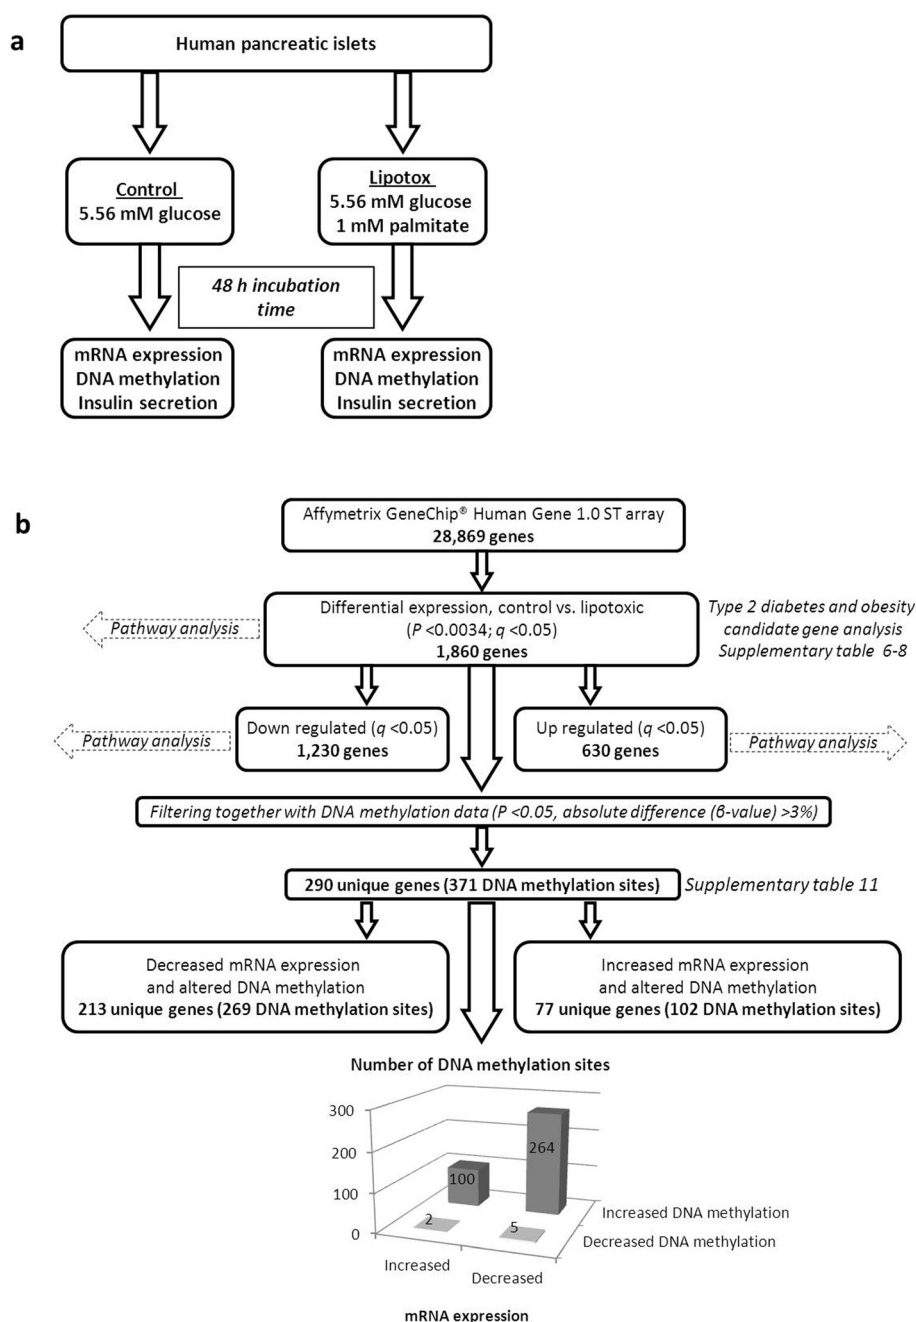 a
Human pancreatic islets
Control
5.56 mM glucose
Lipotox
5.56 mM glucose
1 mM palmitate
48 h incubation
time
mRNA expression
DNA methylation
Insulin secretion
mRNA expression
DNA methylation
Insulin secretion
b
Affymetrix GeneChip® Human Gene 1.0 ST array
28,869 genes
Pathway analysis
Differential expression, control vs. lipotoxic
(P <0.0034; q <0.05)
1,860 genes
Type 2 diabetes and obesity
candidate gene analysis
Supplementary table 6-8
Pathway analysis
Down regulated (q <0.05)
1,230 genes
Up regulated (q <0.05)
630 genes
Pathway analysis
Filtering together with DNA methylation data (P <0.05, absolute difference (β-value) >3%)
290 unique genes (371 DNA methylation sites)
Supplementary table 11
Decreased mRNA expression
and altered DNA methylation
213 unique genes (269 DNA methylation sites)
Increased mRNA expression
and altered DNA methylation
77 unique genes (102 DNA methylation sites)
Number of DNA methylation sites
300
200
100
0
264
100
2
5
Increased DNA methylation
Decreased DNA methylation
Increased
Decreased
mRNA expression